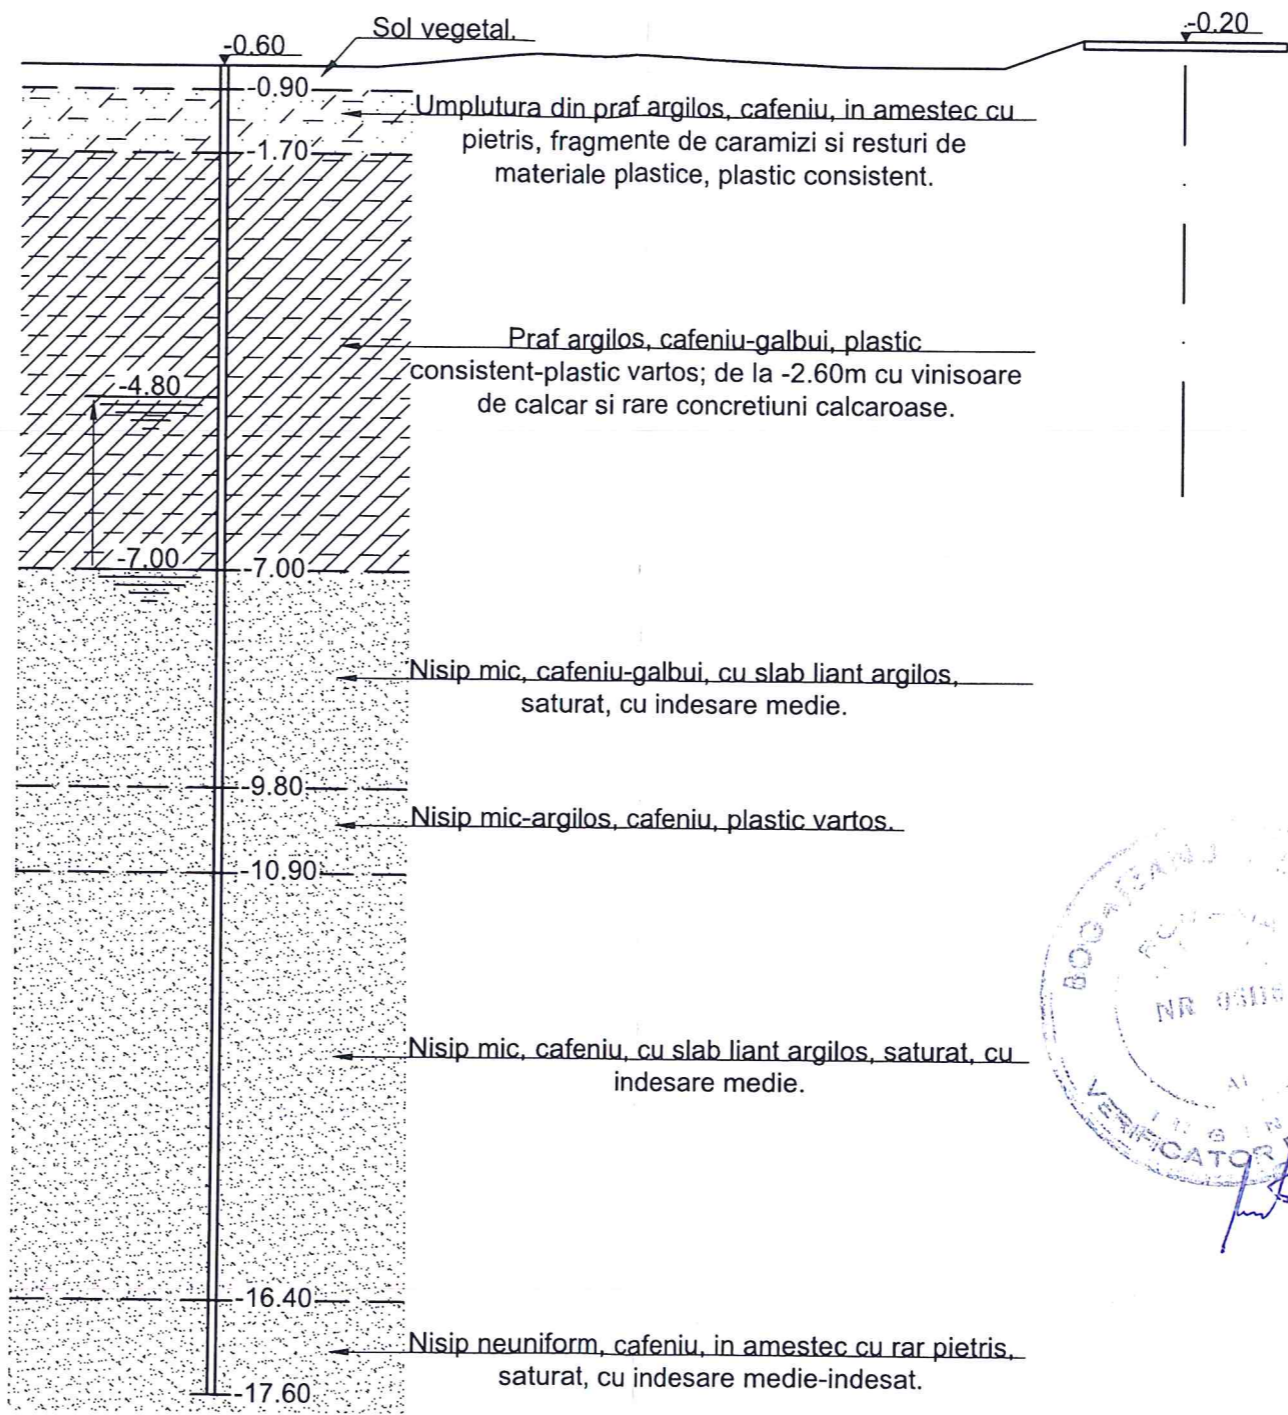 Sol vegetal.
-0.60
-0.20
-0.90
Umplutura din praf argilos, cafeniu, in amestec cu
pietris, fragmente de caramizi si resturi de
materiale plastice, plastic consistent.
-1.70
Praf argilos, cafeniu-galbui, plastic
consistent-plastic vartos; de la -2.60m cu vinisoare
de calcar si rare concretiuni calcaroase.
-4.80
-7.00
-7.00
Nisip mic, cafeniu-galbui, cu slab liant argilos,
saturat, cu indesare medie.
-9.80
Nisip mic-argilos, cafeniu, plastic vartos.
-10.90
Nisip mic, cafeniu, cu slab liant argilos, saturat, cu
indesare medie.
-16.40
Nisip neuniform, cafeniu, in amestec cu rar pietris,
saturat, cu indesare medie-indesat.
-17.60
NR
VERIFICATOR